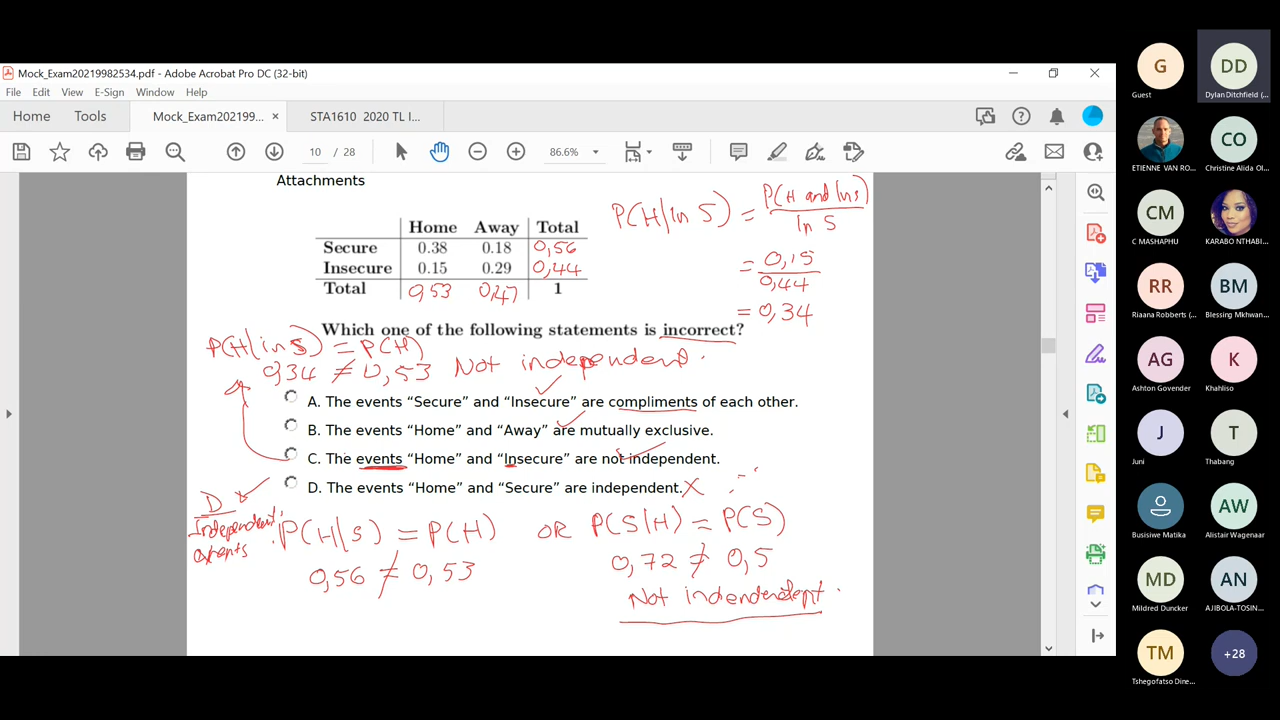 Mock_Exam20219982534.pdf - Adobe Acrobat Pro DC (32-bit)
File Edit View E-Sign Window Help
Home Tools Mock_Exam202199... × STA1610 2020 TL I...
10 / 28 86.6%
Attachments
Home Away Total
Secure 0.38 0.18 0,56
Insecure 0.15 0.29 0,44
Total 0,53 0,47 1
P(H|In S) = P(H and Ins)
In S
= 0,15
0,44
= 0,34
Which one of the following statements is incorrect?
P(H|in S) = P(H)
0,34 ≠ 0,53 Not independent.
A. The events “Secure” and “Insecure” are compliments of each other.
B. The events “Home” and “Away” are mutually exclusive.
C. The events “Home” and “Insecure” are not independent.
D. The events “Home” and “Secure” are independent. X
D
Independent
events
P(H|S) = P(H) OR P(S|H) = P(S)
0,56 ≠ 0,53 0,72 ≠ 0,5
Not independent.
G
Guest
DD
Dylan Ditchfield (...
ETIENNE VAN RO...
CO
Christine Alida Ol...
CM
C MASHAPHU
KARABO NTHABI...
RR
Riaana Robberts (...
BM
Blessing Mkhwan...
AG
Ashton Govender
K
Khahliso
J
Juni
T
Thabang
Busisiwe Matika
AW
Alistair Wagenaar
MD
Mildred Duncker
AN
AJIBOLA-TOSIN...
TM
Tshegofatso Dine...
+28